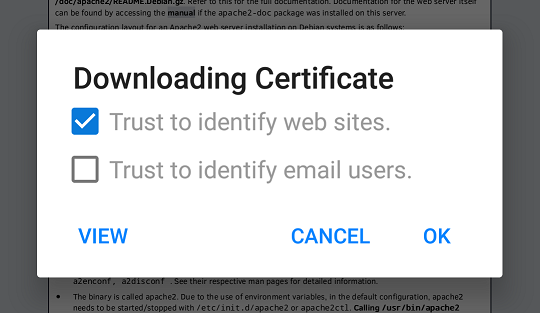 /doc/apache2/README.Debian.gz. Refer to this for the full documentation. Documentation for the web server itself
can be found by accessing the manual if the apache2-doc package was installed on this server.
The configuration layout for an Apache2 web server installation on Debian systems is as follows:
Downloading Certificate
Trust to identify web sites.
Trust to identify email users.
VIEW CANCEL OK
a2enconf, a2disconf . See their respective man pages for detailed information.
• The binary is called apache2. Due to the use of environment variables, in the default configuration, apache2
needs to be started/stopped with /etc/init.d/apache2 or apache2ctl. Calling /usr/bin/apache2